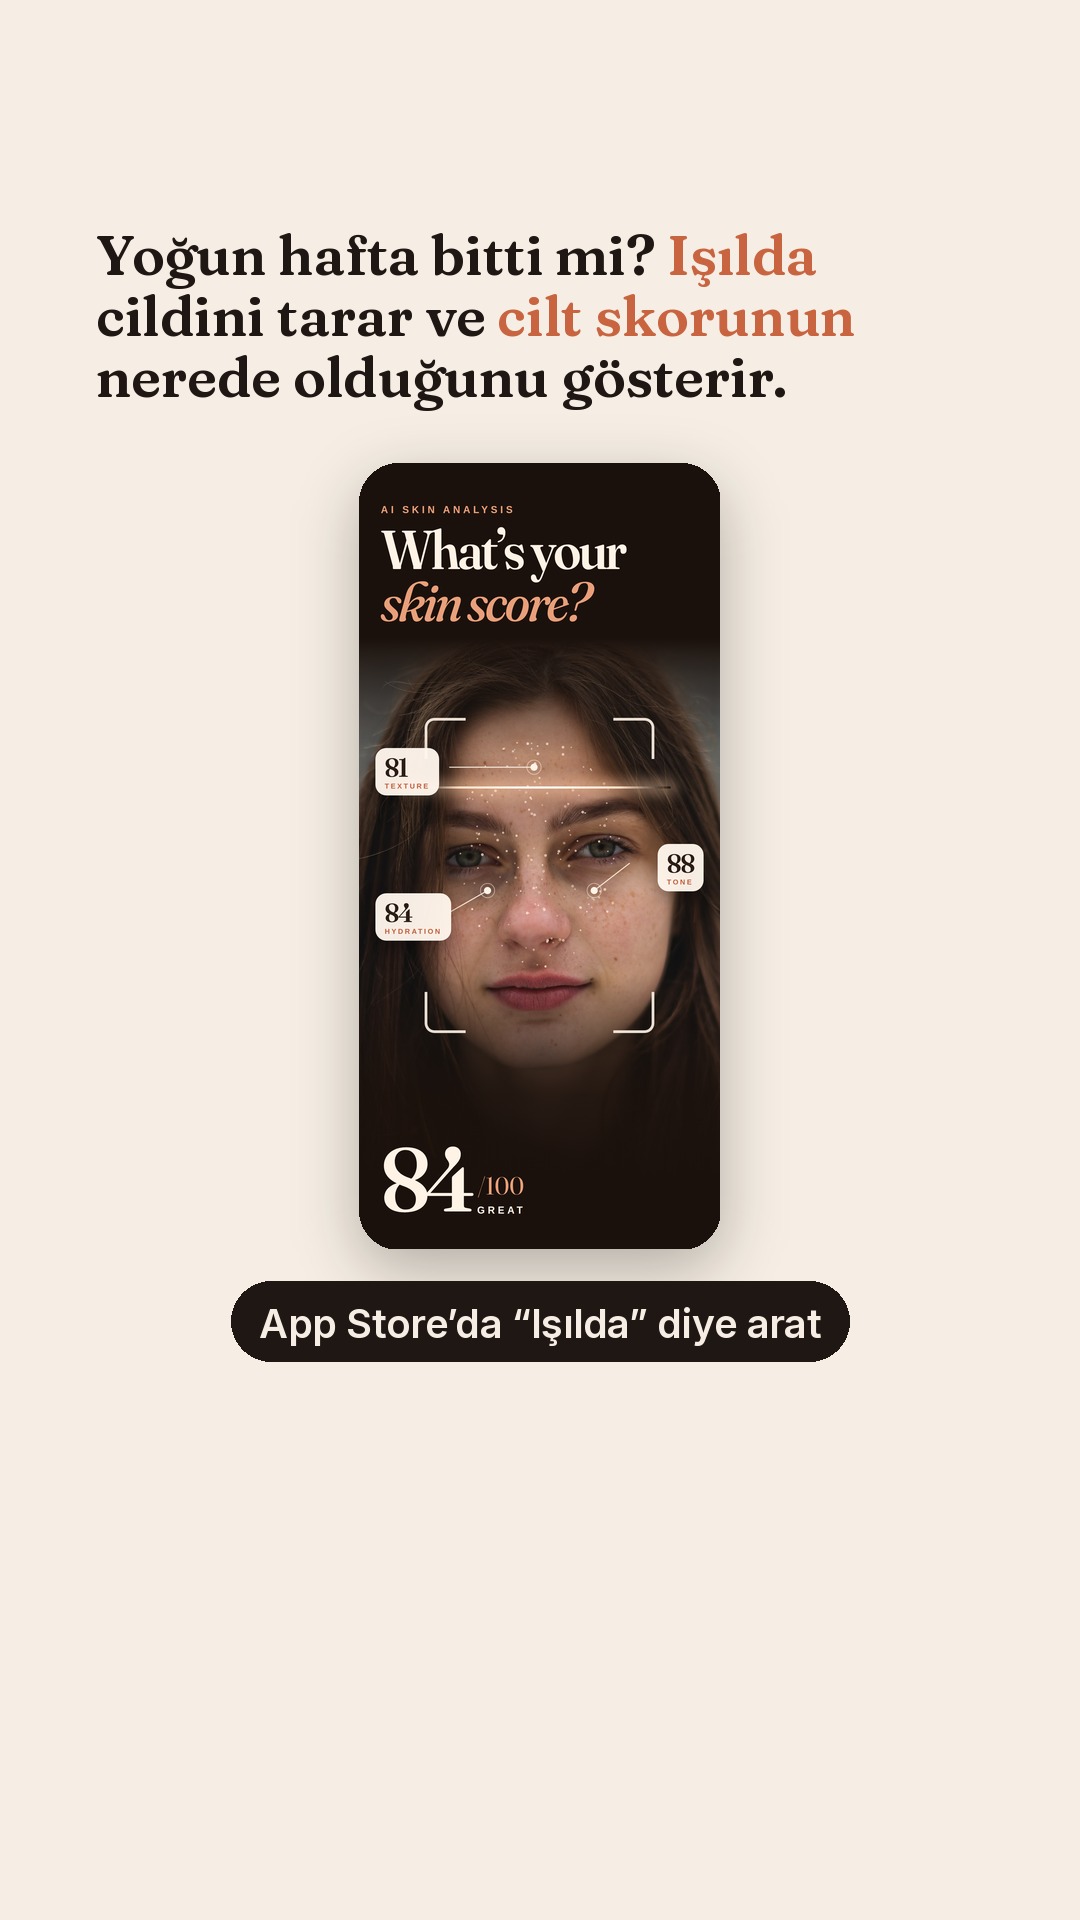 Yoğun hafta bitti mi? Işılda
cildini tarar ve cilt skorunun
nerede olduğunu gösterir.
AI SKIN ANALYSIS
What's your
skin score?
81
TEXTURE
88
TONE
84
HYDRATION
84 /100
GREAT
App Store'da “Işılda” diye arat